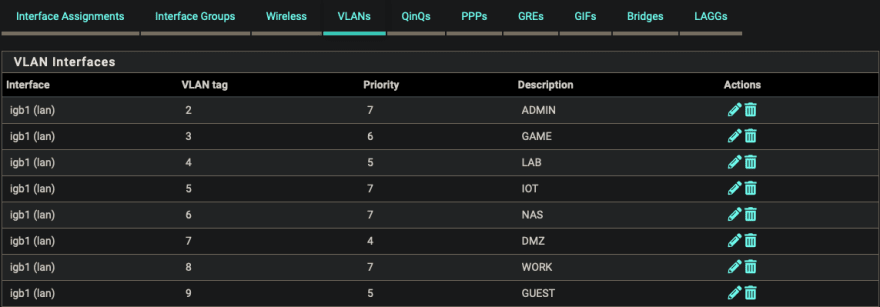 Interface Assignments Interface Groups Wireless VLANs QinQs PPPs GREs GIFs Bridges LAGGs
VLAN Interfaces
Interface VLAN tag Priority Description Actions
igb1 (lan) 2 7 ADMIN
igb1 (lan) 3 6 GAME
igb1 (lan) 4 5 LAB
igb1 (lan) 5 7 IOT
igb1 (lan) 6 7 NAS
igb1 (lan) 7 4 DMZ
igb1 (lan) 8 7 WORK
igb1 (lan) 9 5 GUEST